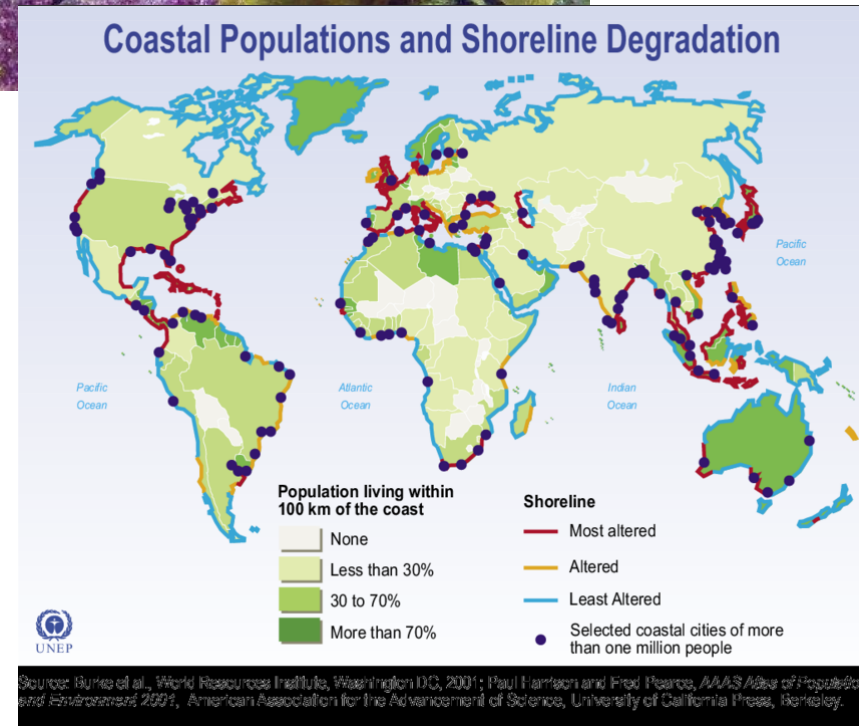 Coastal Populations and Shoreline Degradation
Pacific
Ocean
Pacific
Ocean
Atlantic
Ocean
Indian
Ocean
Population living within
100 km of the coast
None
Less than 30%
30 to 70%
More than 70%
Shoreline
Most altered
Altered
Least Altered
Selected coastal cities of more
than one million people
UNEP
Source: Burke et al., World Resources Institute, Washington DC, 2001; Paul Harrison and Fred Pearce, AAAS Atlas of
and Environment 2001, American Association for the Advancement of Science, University of California Press, Berkeley.